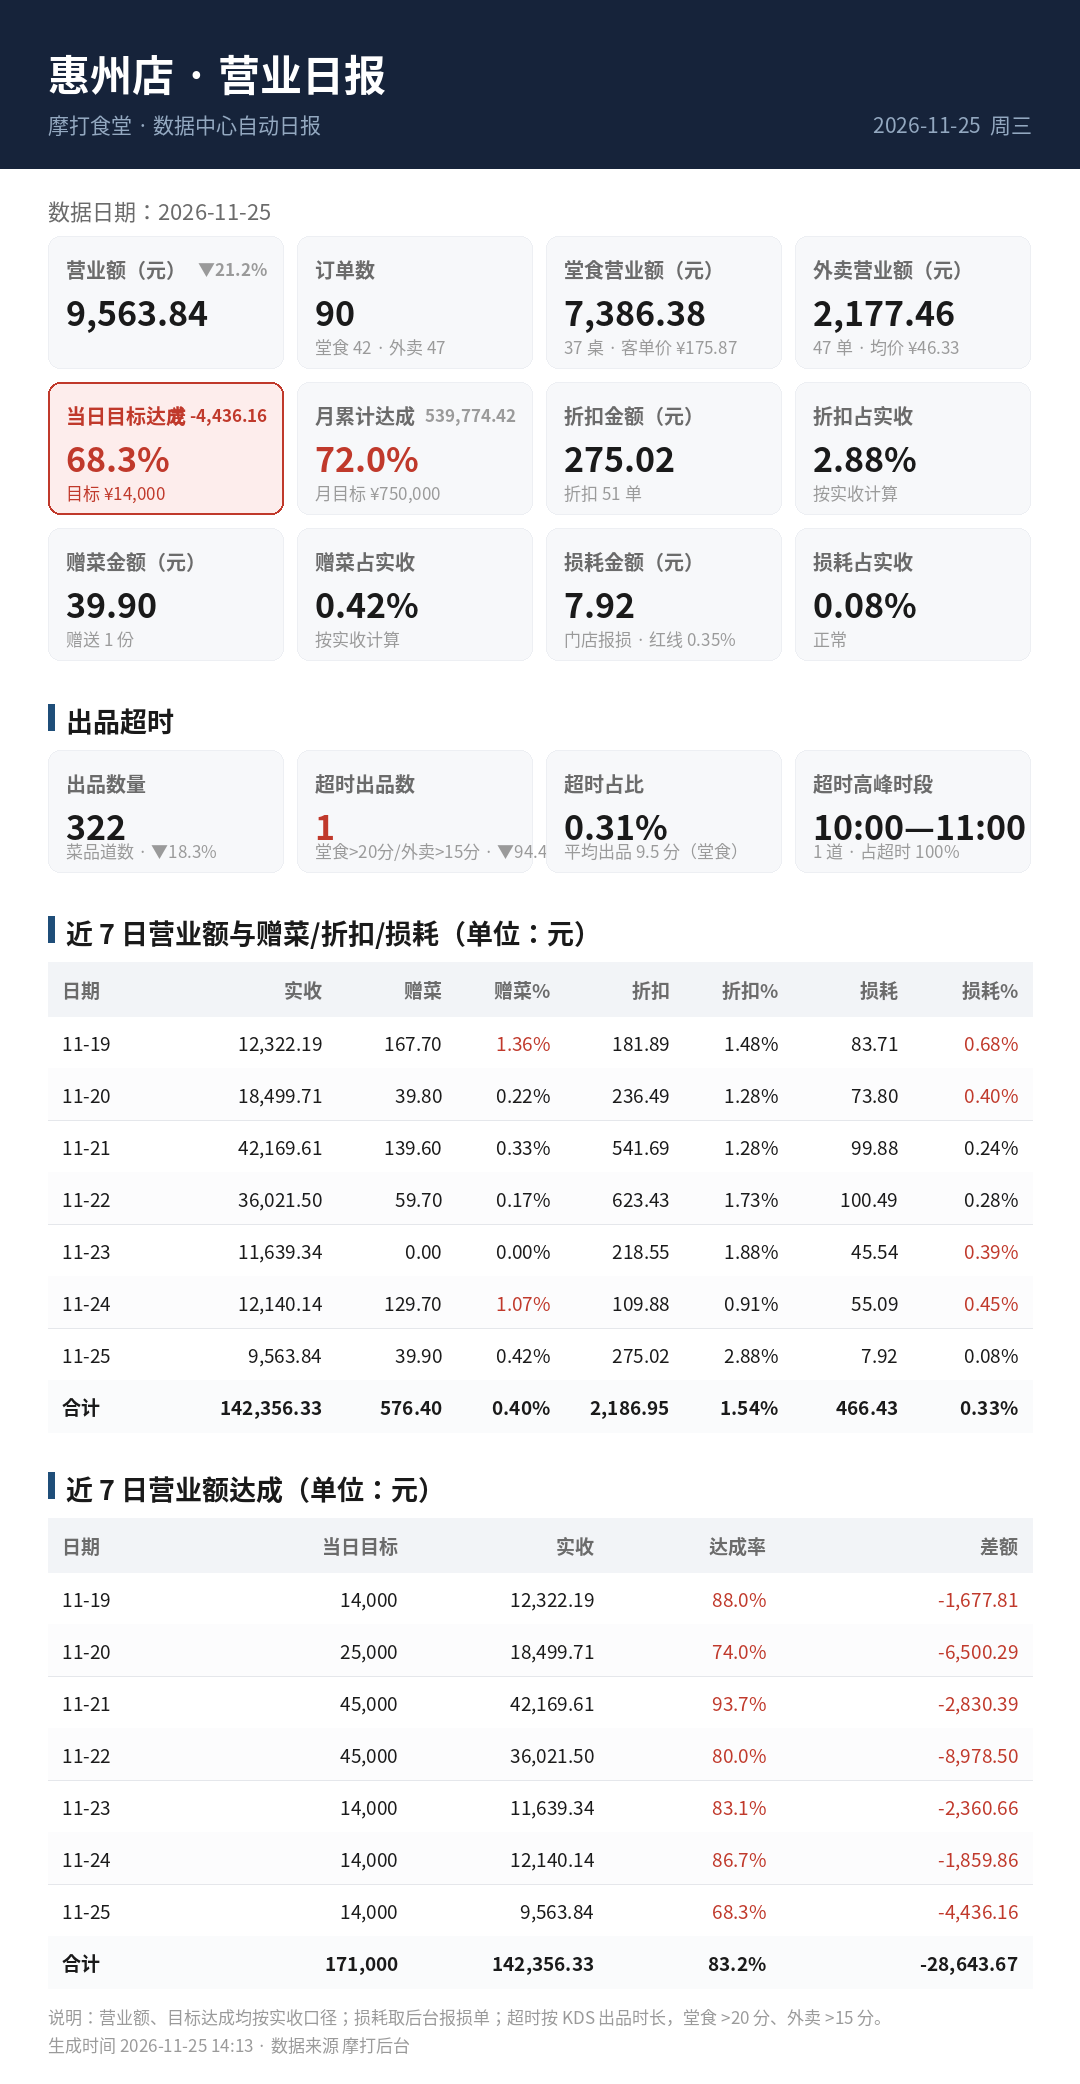 惠州店 · 营业日报
摩打食堂 · 数据中心自动日报 2026-11-25 周三
数据日期：2026-11-25
营业额（元） ▼21.2% 订单数 堂食营业额（元） 外卖营业额（元）
9,563.84 90 7,386.38 2,177.46
堂食 42 · 外卖 47 37 桌 · 客单价 ¥175.87 47 单 · 均价 ¥46.33
当日目标达成 -4,436.16 月累计达成 539,774.42 折扣金额（元） 折扣占实收
68.3% 72.0% 275.02 2.88%
目标 ¥14,000 月目标 ¥750,000 折扣 51 单 按实收计算
赠菜金额（元） 赠菜占实收 损耗金额（元） 损耗占实收
39.90 0.42% 7.92 0.08%
赠送 1 份 按实收计算 门店报损 · 红线 0.35% 正常
出品超时
出品数量 超时出品数 超时占比 超时高峰时段
322 1 0.31% 10:00—11:00
菜品道数 · ▼18.3% 堂食>20分/外卖>15分 · ▼94.4 平均出品 9.5 分（堂食） 1 道 · 占超时 100%
近 7 日营业额与赠菜/折扣/损耗（单位：元）
日期 实收 赠菜 赠菜% 折扣 折扣% 损耗 损耗%
11-19 12,322.19 167.70 1.36% 181.89 1.48% 83.71 0.68%
11-20 18,499.71 39.80 0.22% 236.49 1.28% 73.80 0.40%
11-21 42,169.61 139.60 0.33% 541.69 1.28% 99.88 0.24%
11-22 36,021.50 59.70 0.17% 623.43 1.73% 100.49 0.28%
11-23 11,639.34 0.00 0.00% 218.55 1.88% 45.54 0.39%
11-24 12,140.14 129.70 1.07% 109.88 0.91% 55.09 0.45%
11-25 9,563.84 39.90 0.42% 275.02 2.88% 7.92 0.08%
合计 142,356.33 576.40 0.40% 2,186.95 1.54% 466.43 0.33%
近 7 日营业额达成（单位：元）
日期 当日目标 实收 达成率 差额
11-19 14,000 12,322.19 88.0% -1,677.81
11-20 25,000 18,499.71 74.0% -6,500.29
11-21 45,000 42,169.61 93.7% -2,830.39
11-22 45,000 36,021.50 80.0% -8,978.50
11-23 14,000 11,639.34 83.1% -2,360.66
11-24 14,000 12,140.14 86.7% -1,859.86
11-25 14,000 9,563.84 68.3% -4,436.16
合计 171,000 142,356.33 83.2% -28,643.67
说明：营业额、目标达成均按实收口径；损耗取后台报损单；超时按 KDS 出品时长，堂食 >20 分、外卖 >15 分。
生成时间 2026-11-25 14:13 · 数据来源 摩打后台